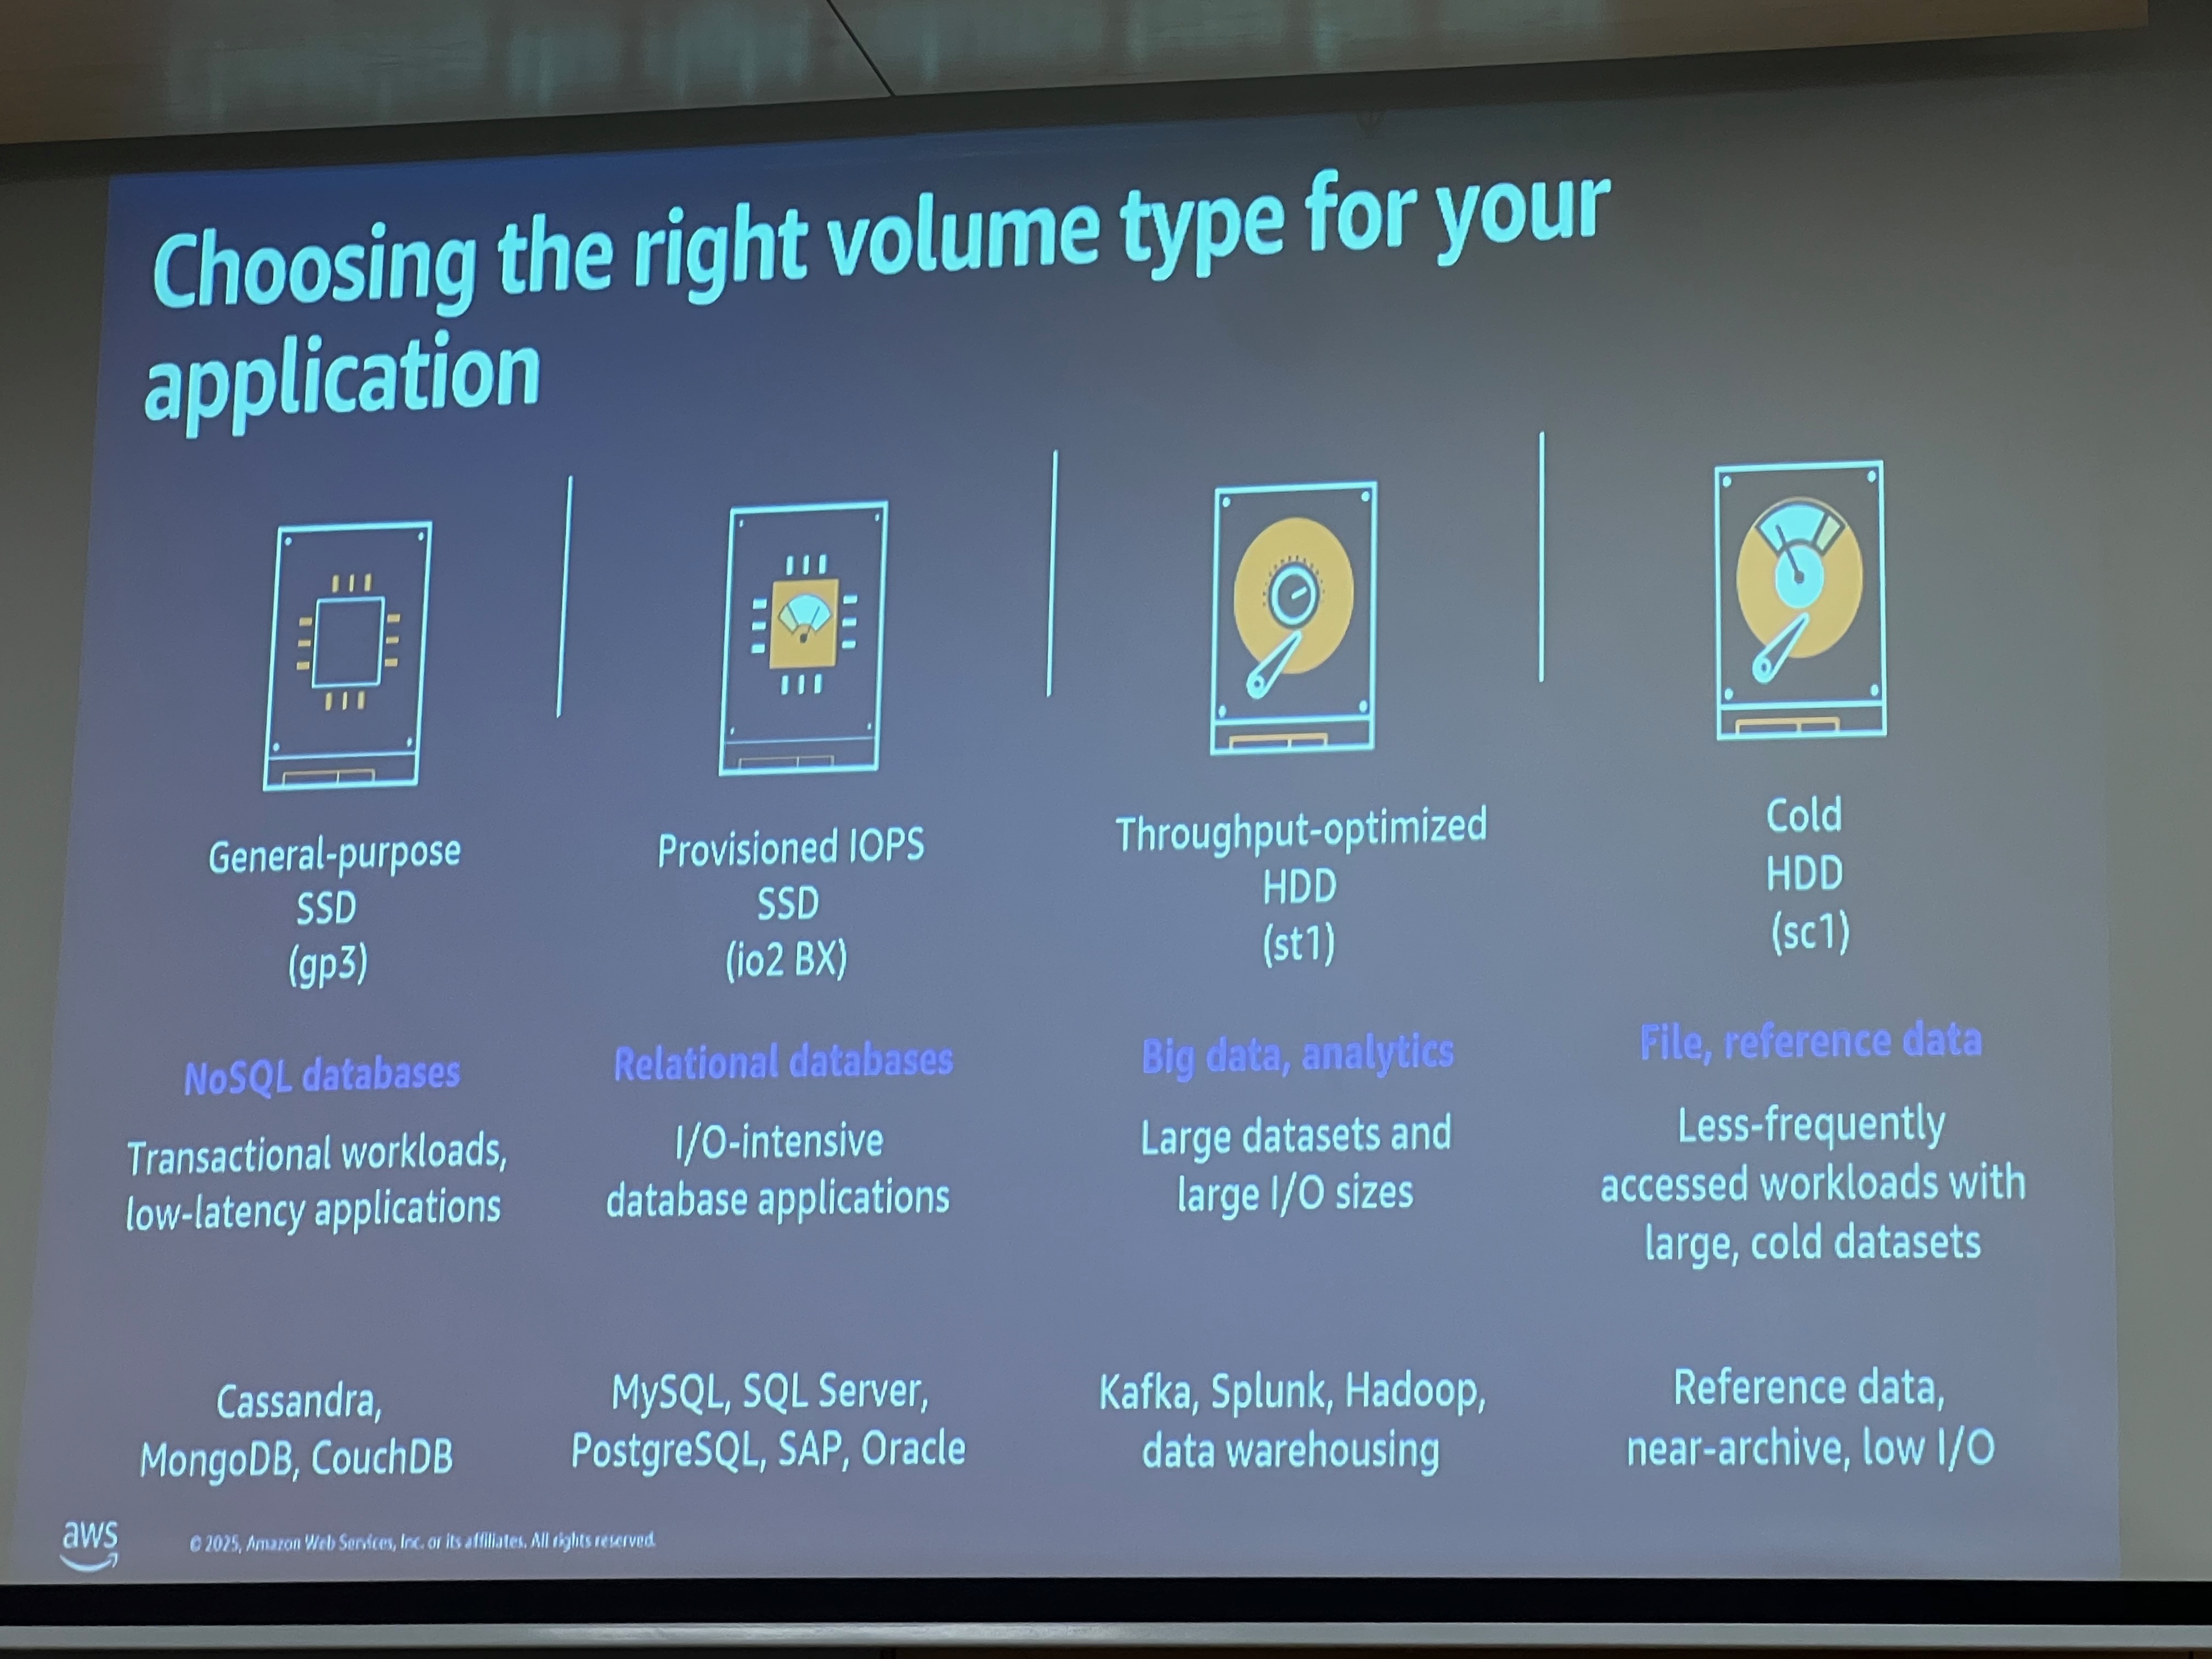 Choosing the right volume type for your
application
General-purpose
SSD
(gp3)
NoSQL databases
Transactional workloads,
low-latency applications
Cassandra,
MongoDB, CouchDB
Provisioned IOPS
SSD
(io2 BX)
Relational databases
I/O-intensive
database applications
MySQL, SQL Server,
PostgreSQL, SAP, Oracle
Throughput-optimized
HDD
(st1)
Big data, analytics
Large datasets and
large I/O sizes
Kafka, Splunk, Hadoop,
data warehousing
Cold
HDD
(sc1)
File, reference data
Less-frequently
accessed workloads with
large, cold datasets
Reference data,
near-archive, low I/O
aws
© 2025, Amazon Web Services, Inc. or its affiliates. All rights reserved.